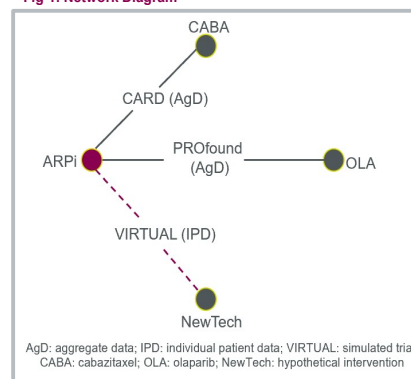 Fig 1. Network Diagram
CABA
CARD (AgD)
PROfound
(AgD)
ARPi
OLA
VIRTUAL (IPD)
NewTech
AgD: aggregate data; IPD: individual patient data; VIRTUAL: simulated tria
CABA: cabazitaxel; OLA: olaparib; NewTech: hypothetical intervention